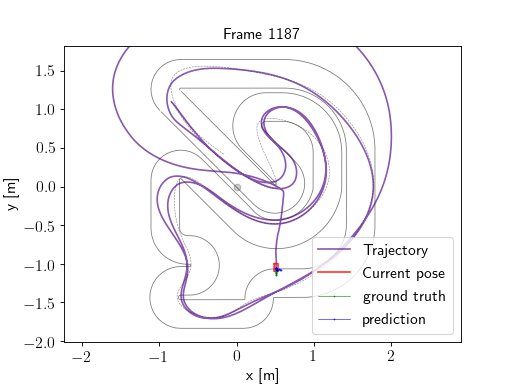 Frame 1187
1.5
1.0
0.5
0.0
−0.5
−1.0
−1.5
−2.0
y [m]
−2 −1 0 1 2
x [m]
Trajectory
Current pose
ground truth
prediction